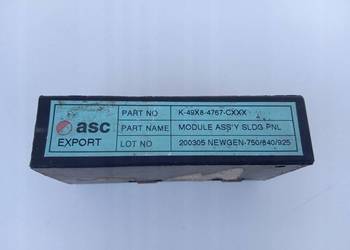 asc
EXPORT
PART NO K-49X8-4767-CXXX
PART NAME MODULE ASS'Y SLDG PNL
LOT NO 200305 NEWGEN-750/840/925